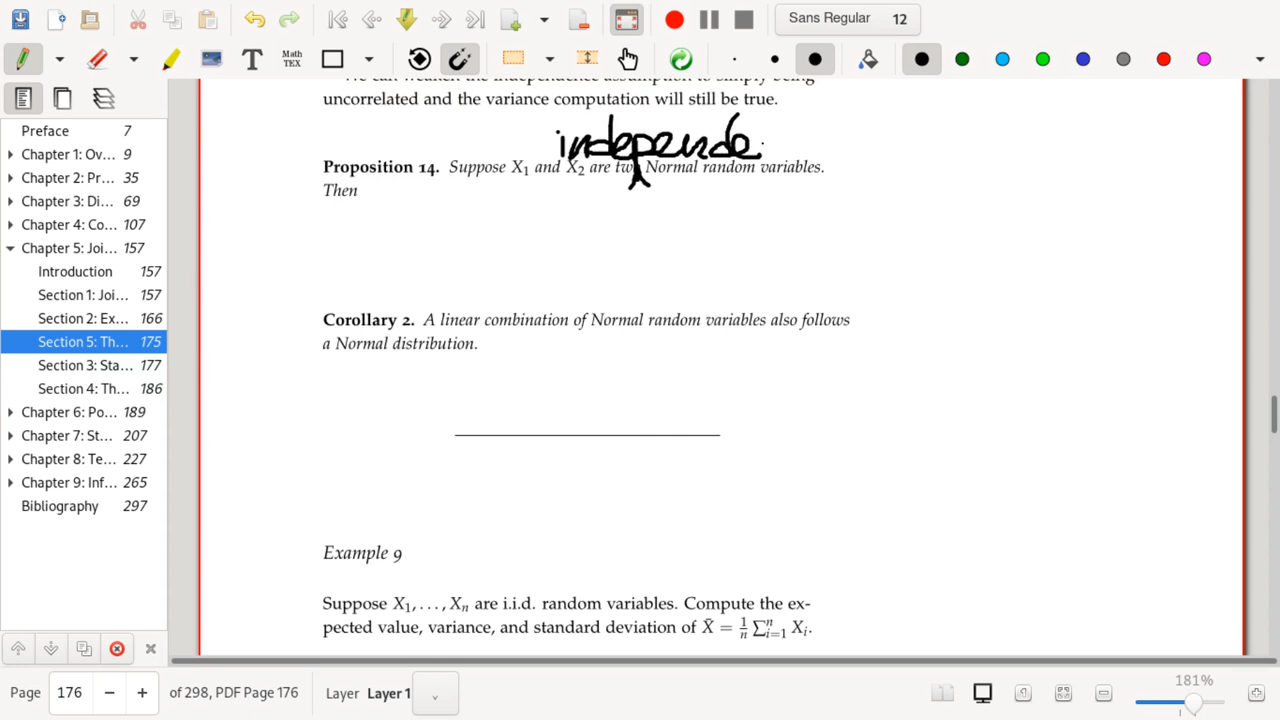 Sans Regular 12
Math
TEX
Preface 7
Chapter 1: Ov... 9
Chapter 2: Pr... 35
Chapter 3: Di... 69
Chapter 4: Co... 107
Chapter 5: Joi... 157
Introduction 157
Section 1: Joi... 157
Section 2: Ex... 166
Section 5: Th... 175
Section 3: Sta... 177
Section 4: Th... 186
Chapter 6: Po... 189
Chapter 7: St... 207
Chapter 8: Te... 227
Chapter 9: Inf... 265
Bibliography 297
We can weaken the independence assumption to simply being
uncorrelated and the variance computation will still be true.
independe
Proposition 14. Suppose X₁ and X₂ are two Normal random variables.
Then
Corollary 2. A linear combination of Normal random variables also follows
a Normal distribution.
Example 9
Suppose X₁, . . . , Xₙ are i.i.d. random variables. Compute the ex-
pected value, variance, and standard deviation of X̄ = 1/n ∑ⁿᵢ₌₁ Xᵢ.
Page 176 of 298, PDF Page 176 Layer Layer 1 181%